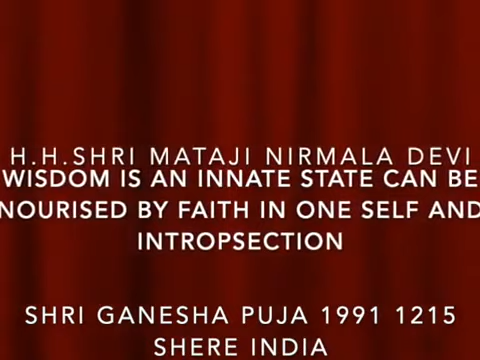 H.H.SHRI MATAJI NIRMALA DEVI
WISDOM IS AN INNATE STATE CAN BE
NOURISED BY FAITH IN ONE SELF AND
INTROPSECTION
SHRI GANESHA PUJA 1991 1215
SHERE INDIA